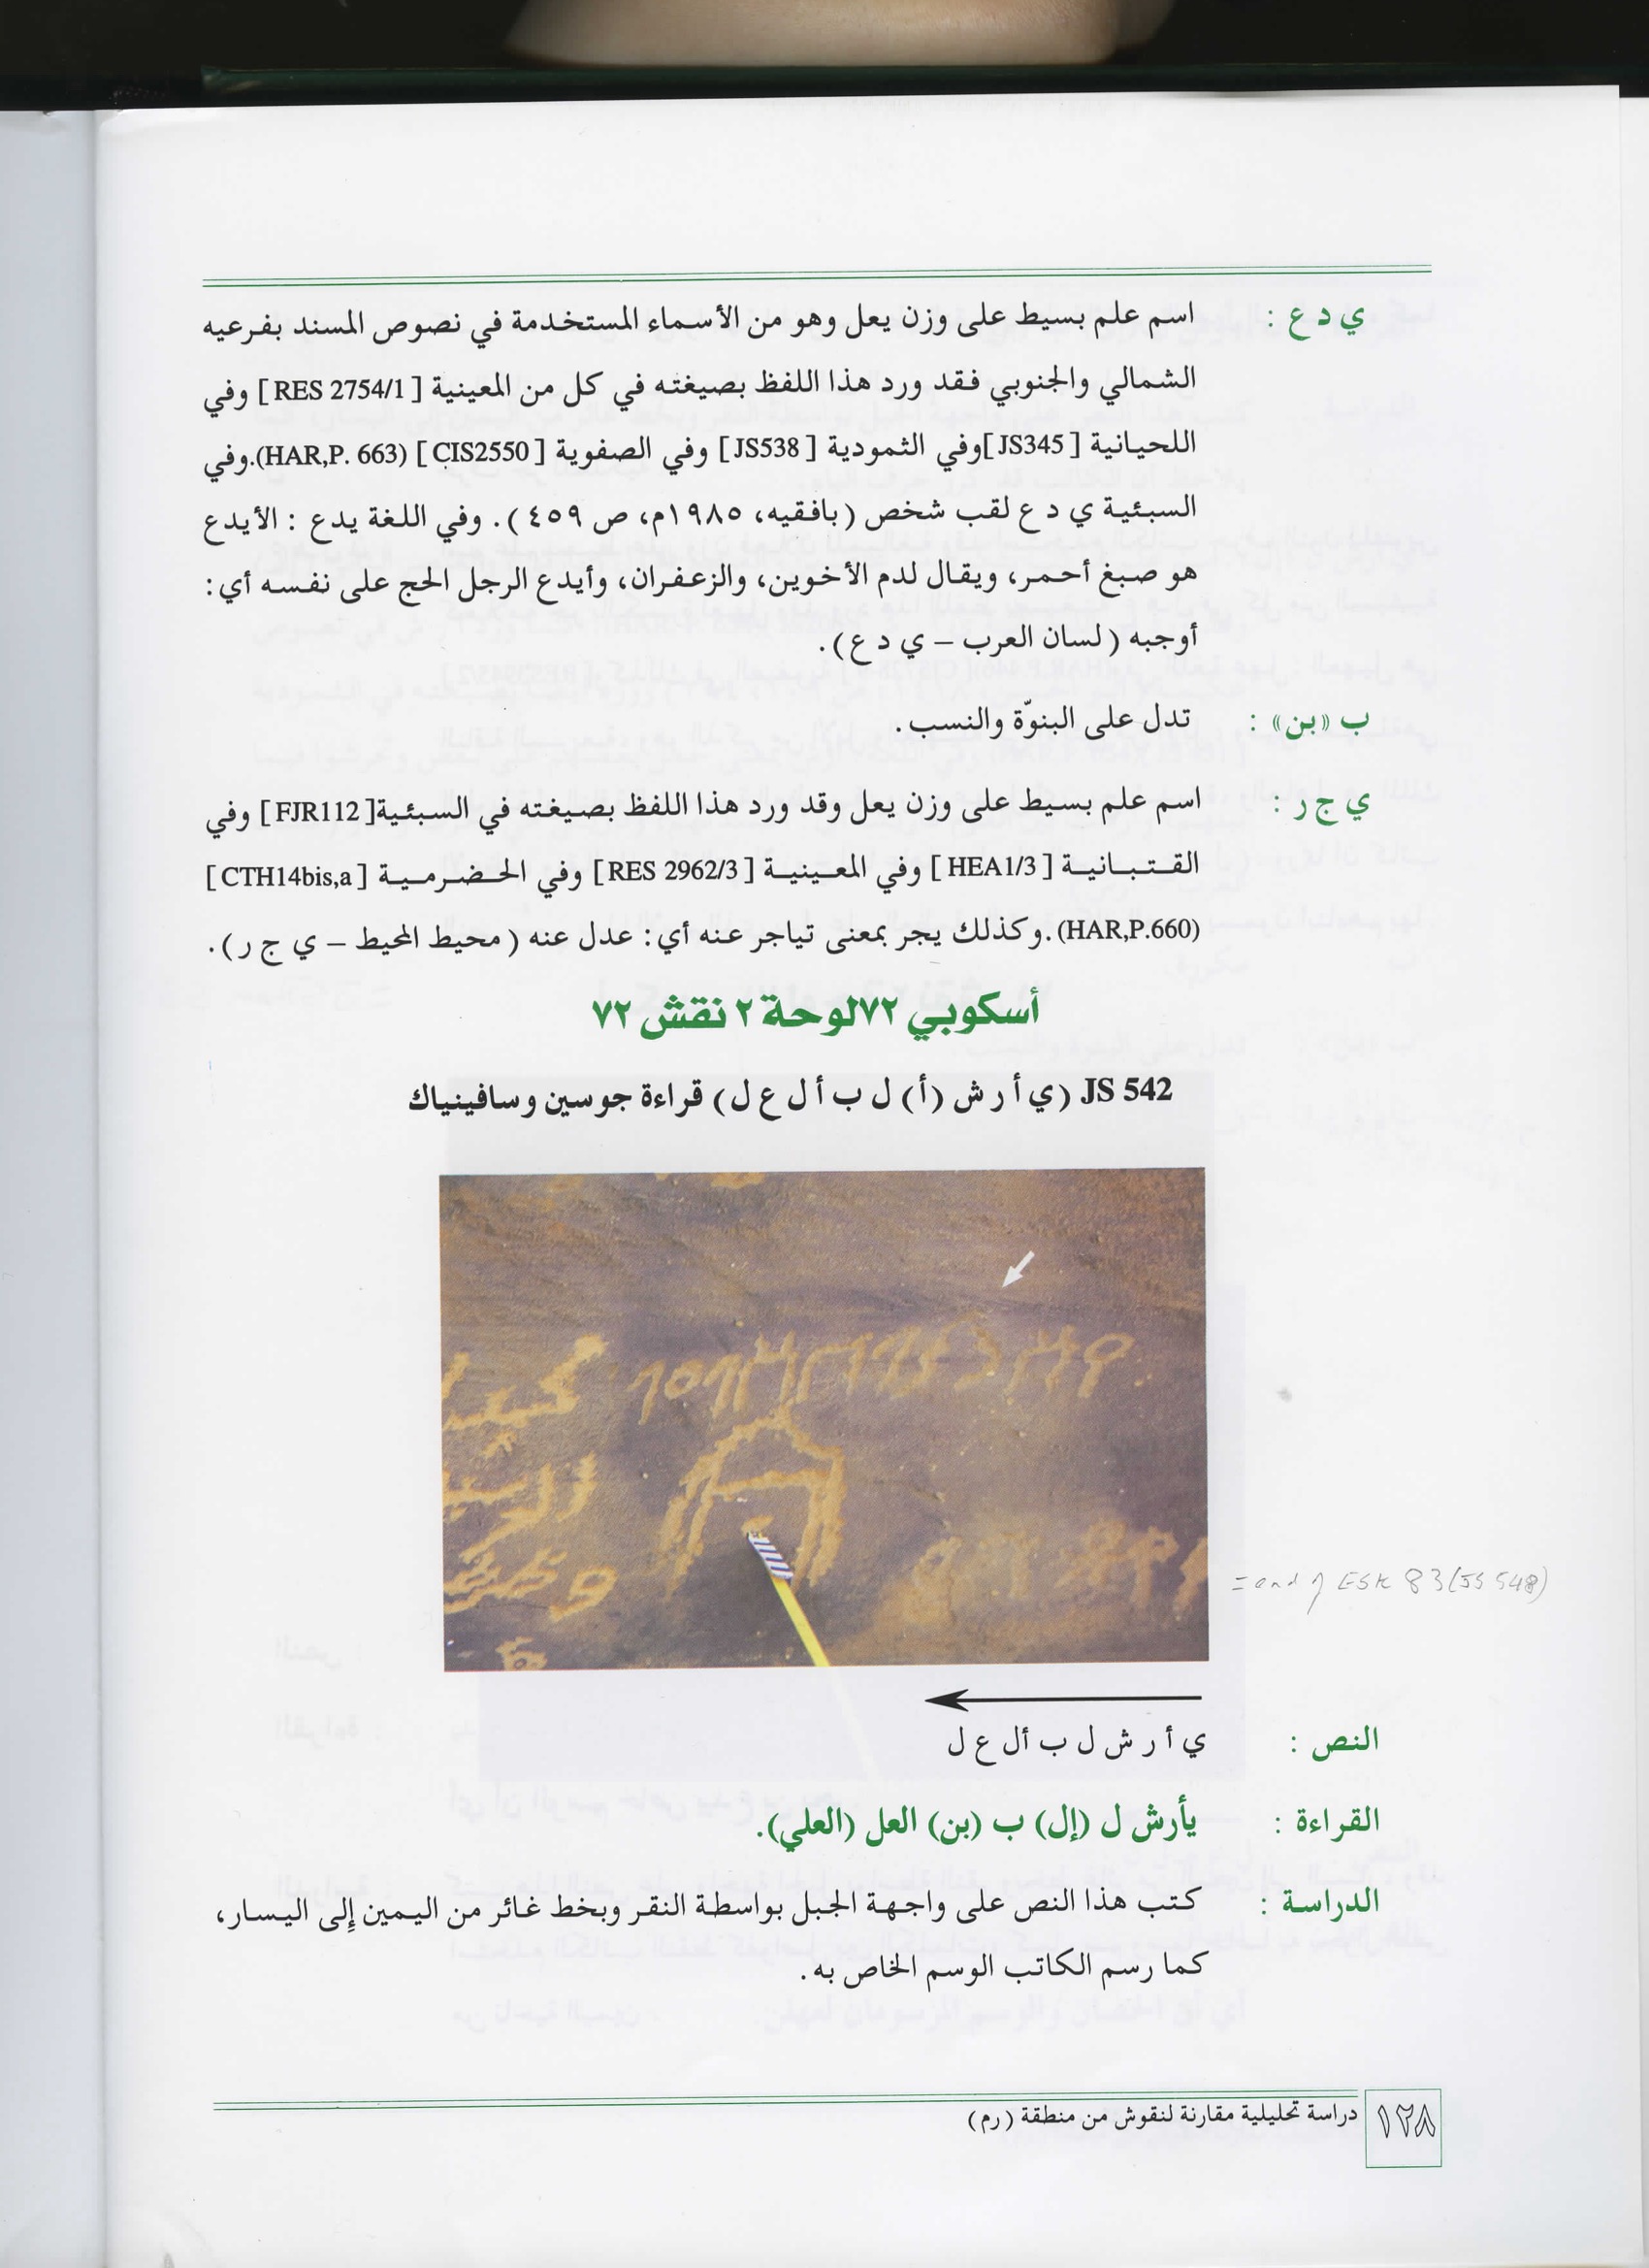 ي د ع : اسم علم بسيط على وزن يعل وهو من الأسماء المستخدمة في نصوص المسند بفرعيه
الشمالي والجنوبي فقد ورد هذا اللفظ بصيغته في كل من المعينية [RES 2754/1] وفي
اللحيانية [JS345]وفي الثمودية [JS538] وفي الصفوية [CIS2550] (HAR,P. 663).وفي
السبئية ي د ع لقب شخص (بافقيه، ١٩٨٥م، ص ٤٥٩). وفي اللغة يدع : الأيدع
هو صبغ أحمر، ويقال لدم الأخوين، والزعفران، وأيدع الرجل الحج على نفسه أي :
أوجبه (لسان العرب – ي د ع).
ب «بن» : تدل على البنوّة والنسب.
ي ج ر : اسم علم بسيط على وزن يعل وقد ورد هذا اللفظ بصيغته في السبئية[FJR112] وفي
القتبانية [HEA1/3] وفي المعينية [RES 2962/3] وفي الحضرمية [CTH14bis,a]
(HAR,P.660).وكذلك يجر بمعنى تياجر عنه أي: عدل عنه (محيط المحيط – ي ج ر).
أسكوبي ٧٢لوحة ٢ نقش ٧٢
JS 542 (ي أ ر ش (أ) ل ب أ ل ع ل) قراءة جوسين وسافينياك
= end of ESK 83 (JS 548)
النص : ي أ ر ش ل ب أل ع ل
القراءة : يأرش ل (إل) ب (بن) العل (العلي).
الدراسة : كتب هذا النص على واجهة الجبل بواسطة النقر وبخط غائر من اليمين إلى اليسار،
كما رسم الكاتب الوسم الخاص به.
١٢٨ دراسة تحليلية مقارنة لنقوش من منطقة (رم)